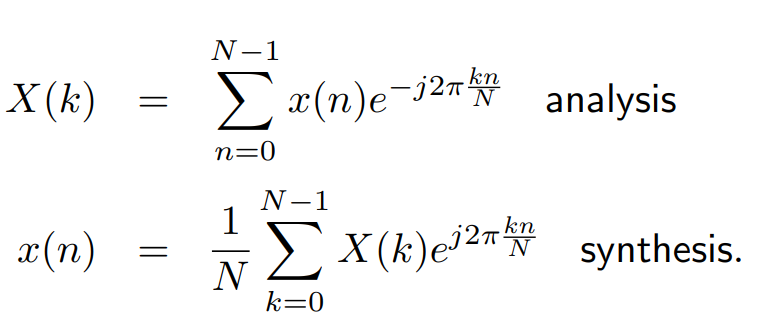 X(k) = \sum_{n=0}^{N-1} x(n)e^{-j2\pi\frac{kn}{N}} analysis
x(n) = \frac{1}{N} \sum_{k=0}^{N-1} X(k)e^{j2\pi\frac{kn}{N}} synthesis.